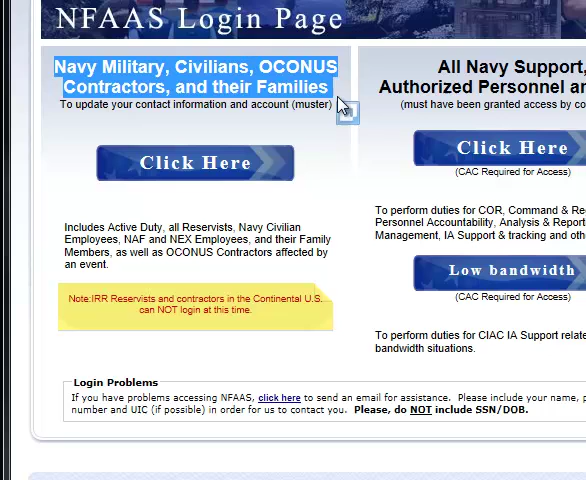 NFAAS Login Page
Navy Military, Civilians, OCONUS
Contractors, and their Families
To update your contact information and account (muster)
Click Here
Includes Active Duty, all Reservists, Navy Civilian
Employees, NAF and NEX Employees, and their Family
Members, as well as OCONUS Contractors affected by
an event.
Note:IRR Reservists and contractors in the Continental U.S.
can NOT login at this time.
All Navy Support,
Authorized Personnel
(must have been granted access by
Click Here
(CAC Required for Access)
To perform duties for COR, Command &
Personnel Accountability, Analysis &
Management, IA Support & tracking and
Low bandwidth
(CAC Required for Access)
To perform duties for CIAC IA Support
bandwidth situations.
Login Problems
If you have problems accessing NFAAS, click here to send an email for assistance. Please include your name,
number and UIC (if possible) in order for us to contact you. Please, do NOT include SSN/DOB.